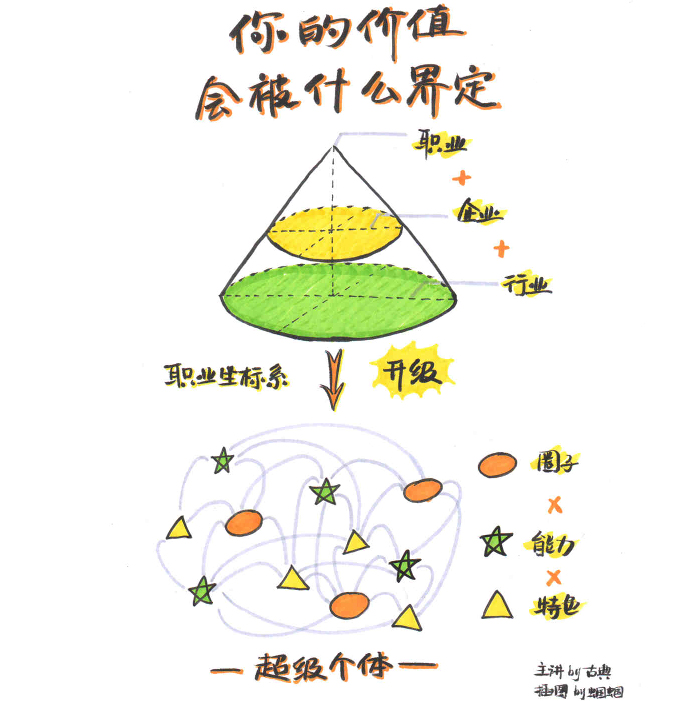 你的价值
会被什么界定
职业
+
企业
+
行业
职业坐标系
开级
圈子
×
能力
×
特色
— 超级个体 —
主讲 by 古典
插图 by 蝈蝈